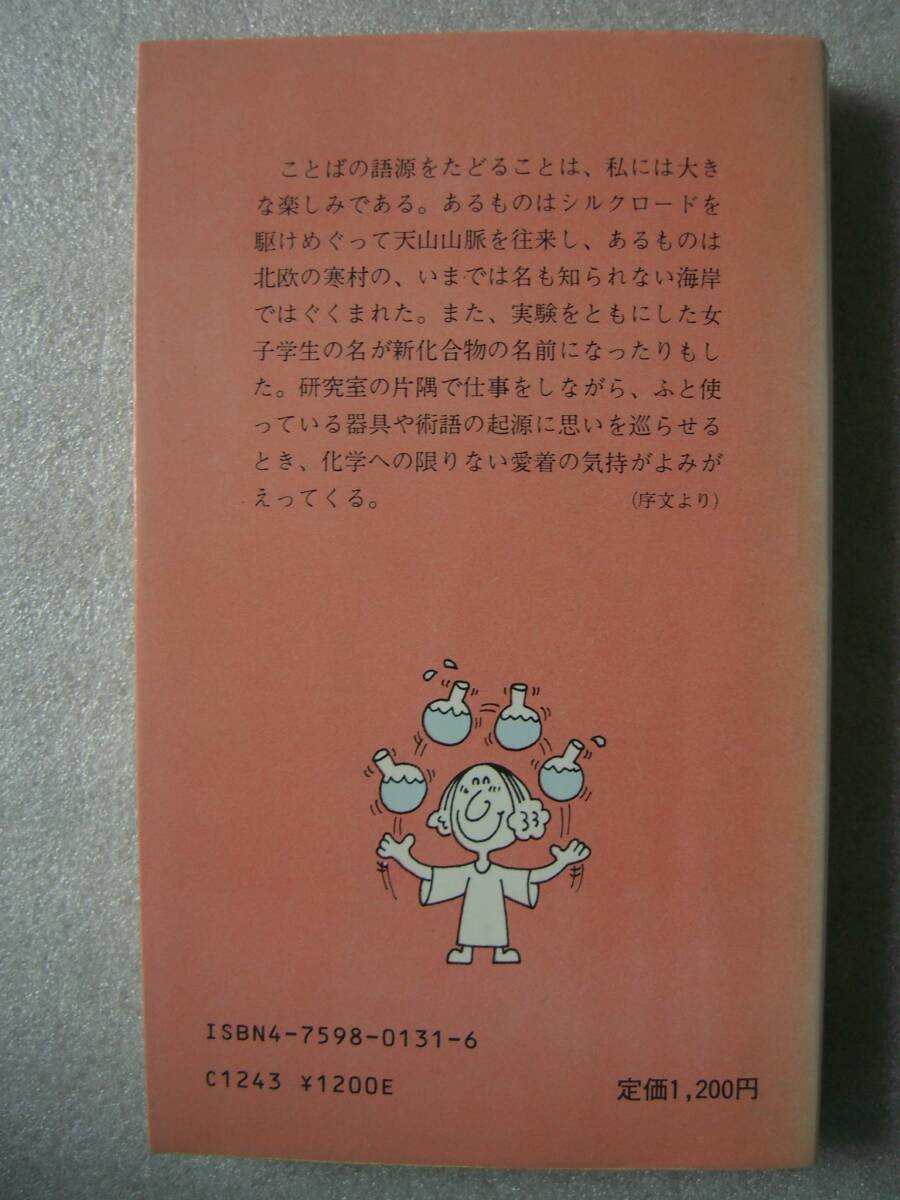 ことばの語源をたどることは、私には大き
な楽しみである。あるものはシルクロードを
駆けめぐって天山山脈を往来し、あるものは
北欧の寒村の、いまでは名も知られない海岸
ではぐくまれた。また、実験をともにした女
子学生の名が新化合物の名前になったりもし
た。研究室の片隅で仕事をしながら、ふと使
っている器具や術語の起源に思いを巡らせる
とき、化学への限りない愛着の気持がよみが
えってくる。 (序文より)
ISBN4-7598-0131-6
C1243 ¥1200E 定価1,200円